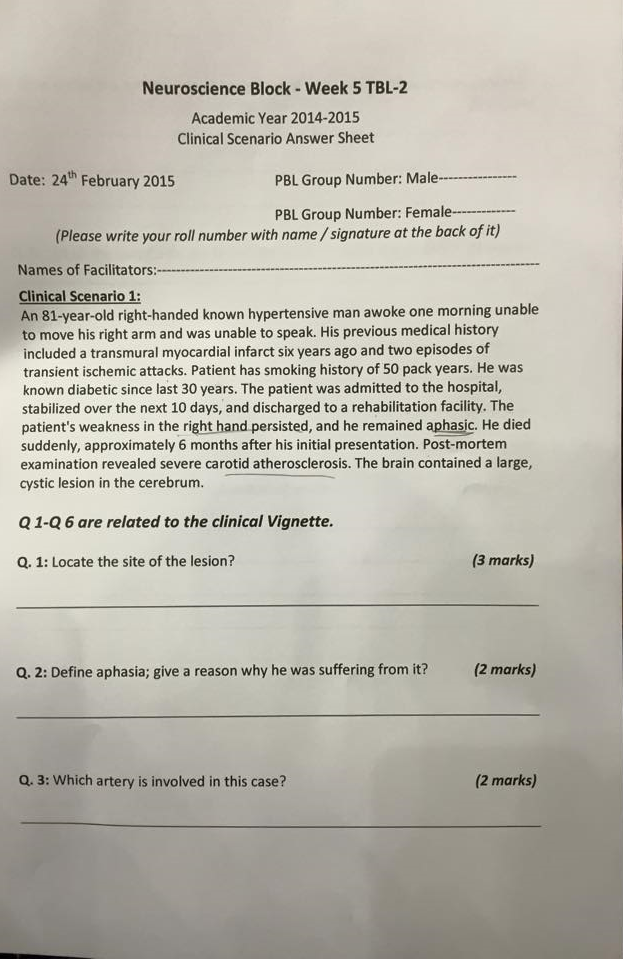 Neuroscience Block - Week 5 TBL-2
Academic Year 2014-2015
Clinical Scenario Answer Sheet
Date: 24th February 2015 PBL Group Number: Male----------------
PBL Group Number: Female-------------
(Please write your roll number with name / signature at the back of it)
Names of Facilitators:--------------------------------------------------------------------------------
Clinical Scenario 1:
An 81-year-old right-handed known hypertensive man awoke one morning unable
to move his right arm and was unable to speak. His previous medical history
included a transmural myocardial infarct six years ago and two episodes of
transient ischemic attacks. Patient has smoking history of 50 pack years. He was
known diabetic since last 30 years. The patient was admitted to the hospital,
stabilized over the next 10 days, and discharged to a rehabilitation facility. The
patient's weakness in the right hand persisted, and he remained aphasic. He died
suddenly, approximately 6 months after his initial presentation. Post-mortem
examination revealed severe carotid atherosclerosis. The brain contained a large,
cystic lesion in the cerebrum.
Q 1-Q 6 are related to the clinical Vignette.
Q. 1: Locate the site of the lesion? (3 marks)
Q. 2: Define aphasia; give a reason why he was suffering from it? (2 marks)
Q. 3: Which artery is involved in this case? (2 marks)